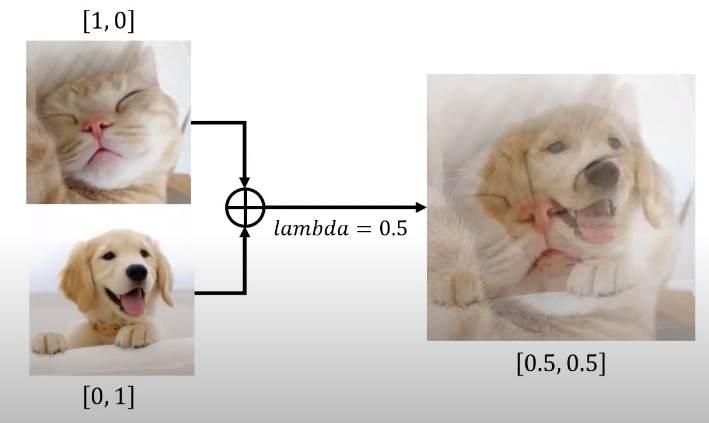 [1, 0]
lambda = 0.5
[0, 1]
[0.5, 0.5]